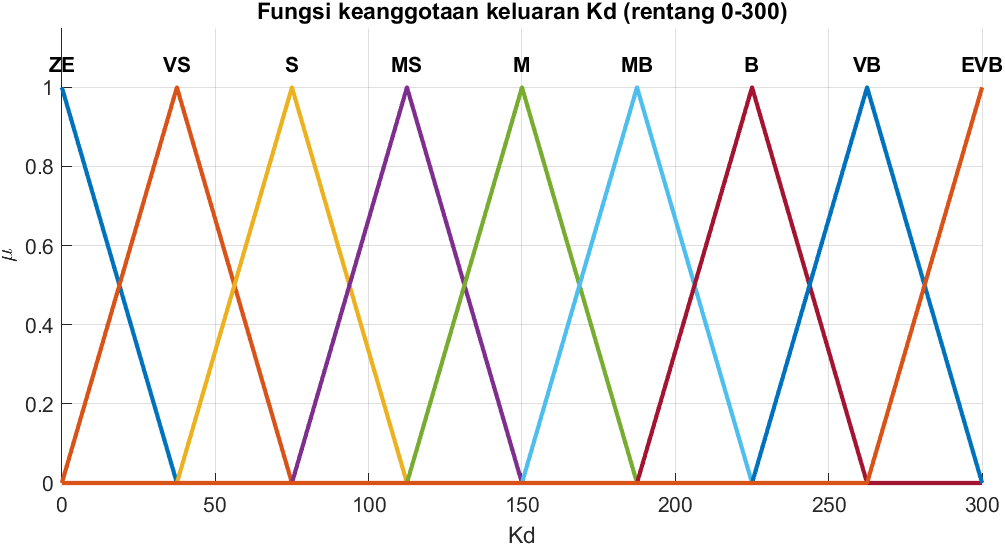 Fungsi keanggotaan keluaran Kd (rentang 0-300)
ZE VS S MS M MB B VB EVB
1
0.8
0.6
μ
0.4
0.2
0
0 50 100 150 200 250 300
Kd